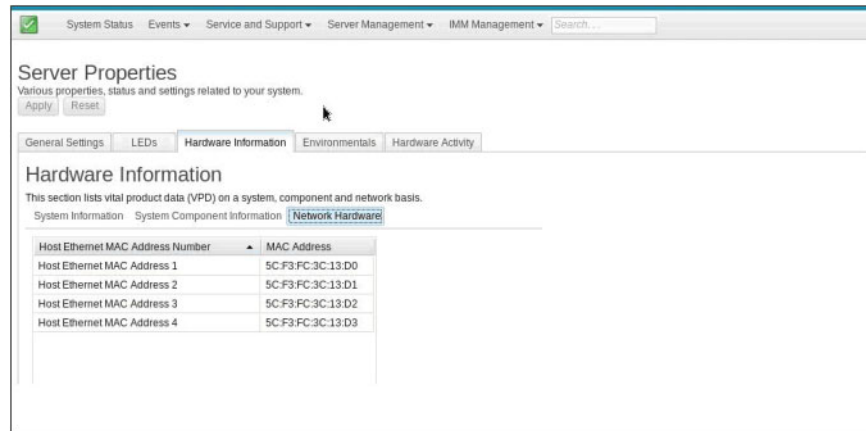 System Status Events Service and Support Server Management IMM Management Search...
Server Properties
Various properties, status and settings related to your system.
Apply Reset
General Settings LEDs Hardware Information Environmentals Hardware Activity
Hardware Information
This section lists vital product data (VPD) on a system, component and network basis.
System Information System Component Information Network Hardware
Host Ethernet MAC Address Number MAC Address
Host Ethernet MAC Address 1 5C:F3:FC:3C:13:D0
Host Ethernet MAC Address 2 5C:F3:FC:3C:13:D1
Host Ethernet MAC Address 3 5C:F3:FC:3C:13:D2
Host Ethernet MAC Address 4 5C:F3:FC:3C:13:D3